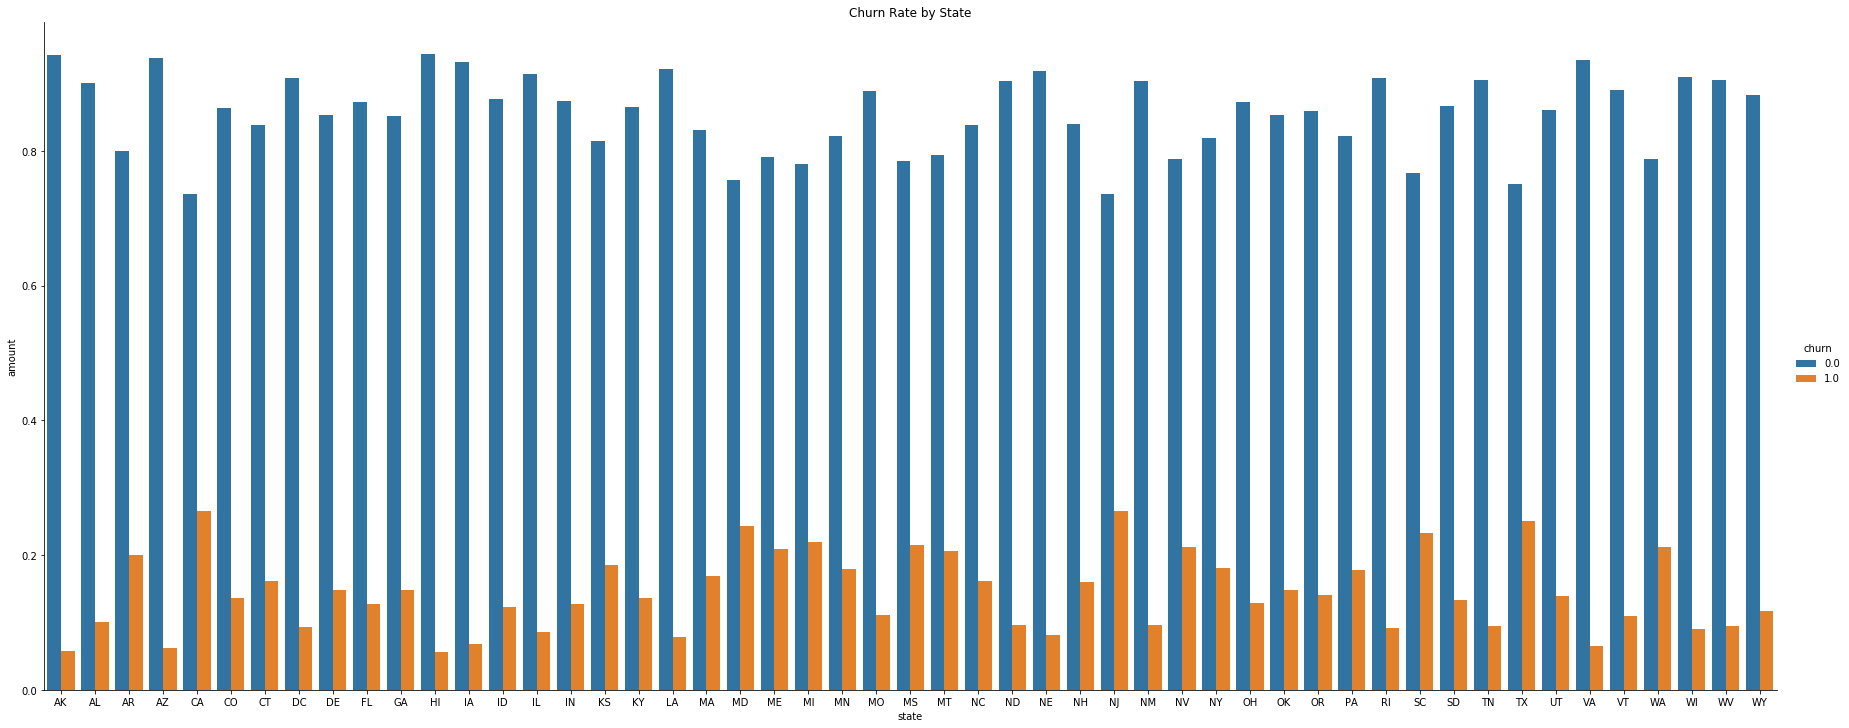 Churn Rate by State
amount
0.8
0.6
0.4
0.2
0.0
AK AL AR AZ CA CO CT DC DE FL GA HI IA ID IL IN KS KY LA MA MD ME MI MN MO MS MT NC ND NE NH NJ NM NV NY OH OK OR PA RI SC SD TN TX UT VA VT WA WI WV WY
state
churn
0.0
1.0